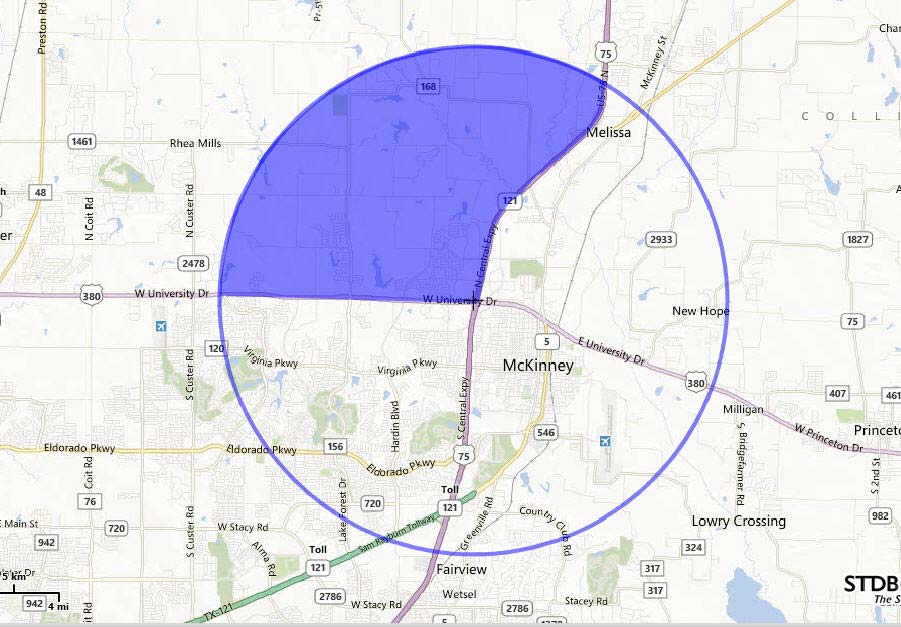 Preston Rd
75
McKinney St
168
US-75 N
C O L L I
1461
Rhea Mills
Melissa
48
N Coit Rd
N Custer Rd
121
er
N Central Expy
2933
1827
2478
380
W University Dr
W University Dr
New Hope
75
120
5
E University Dr
Virginia Pkwy
Virginia Pkwy
McKinney
S Custer Rd
380
407
461
S Central Expy
Milligan
Hardin Blvd
546
W Princeton Dr
Princeto
S Bridgefarmer Rd
Eldorado Pkwy
Eldorado Pkwy
156
75
Eldorado Pkwy
Coit Rd
S 2nd St
Toll
76
720
121
Lake Forest Dr
Greenville Rd
Country Club Rd
982
E Main St
720
W Stacy Rd
S Custer Rd
Sam Rayburn Tollway
Lowry Crossing
942
Alma Rd
Toll
121
324
Fairview
317
5 km
4 mi
942
TX-121
2786
Wetsel
317
STDB
The S
W Stacy Rd
2786
Stacey Rd
5